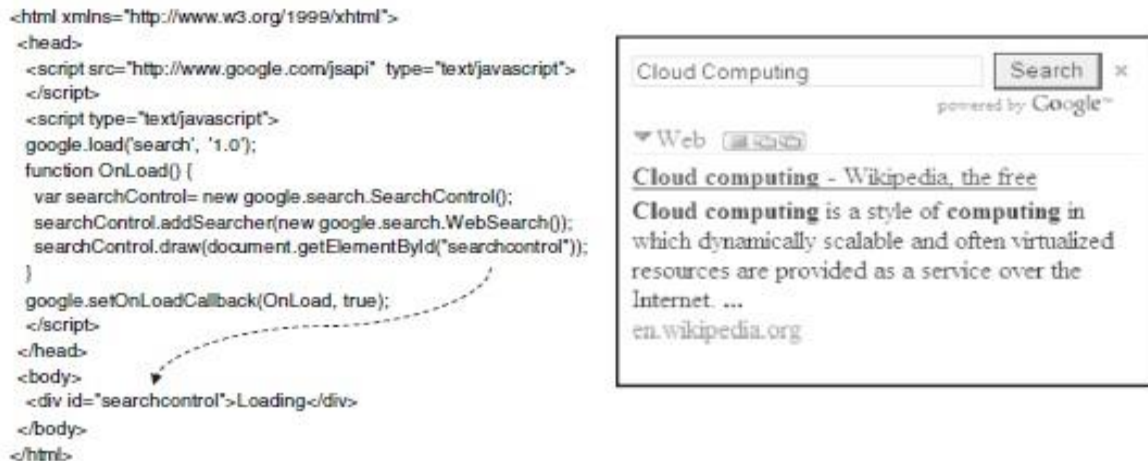 <html xmlns="http://www.w3.org/1999/xhtml">
<head>
<script src="http://www.google.com/jsapi" type="text/javascript">
</script>
<script type="text/javascript">
google.load('search', '1.0');
function OnLoad() {
var searchControl= new google.search.SearchControl();
searchControl.addSearcher(new google.search.WebSearch());
searchControl.draw(document.getElementById("searchcontrol"));
}
google.setOnLoadCallback(OnLoad, true);
</script>
</head>
<body>
<div id="searchcontrol">Loading</div>
</body>
</html>
Cloud Computing Search ×
powered by Google™
Web
Cloud computing - Wikipedia, the free
Cloud computing is a style of computing in
which dynamically scalable and often virtualized
resources are provided as a service over the
Internet. ...
en.wikipedia.org